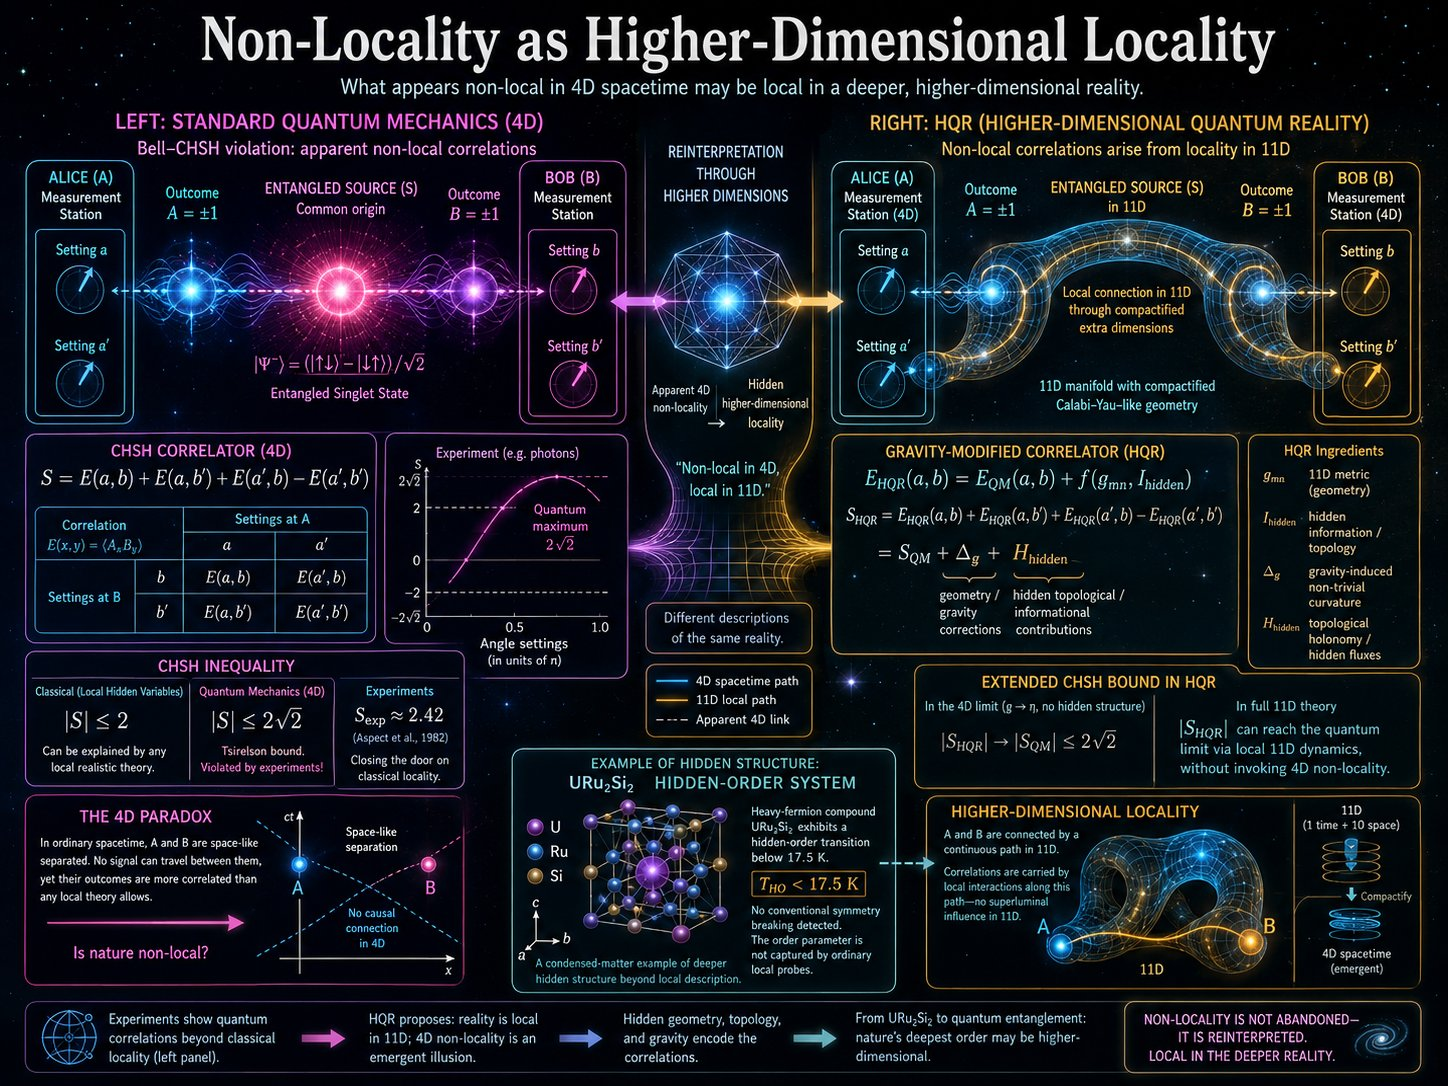 Non-Locality as Higher-Dimensional Locality
What appears non-local in 4D spacetime may be local in a deeper, higher-dimensional reality.
LEFT: STANDARD QUANTUM MECHANICS (4D)
Bell–CHSH violation: apparent non-local correlations
ALICE (A)
Measurement
Station
Setting a
Setting a′
Outcome
A = ±1
ENTANGLED SOURCE (S)
Common origin
Outcome
B = ±1
|Ψ⁻⟩ = (|↑↓⟩ − |↓↑⟩)/√2
Entangled Singlet State
BOB (B)
Measurement
Station
Setting b
Setting b′
REINTERPRETATION
THROUGH
HIGHER DIMENSIONS
Apparent 4D
non-locality
→
Hidden
higher-dimensional
locality
"Non-local in 4D,
local in 11D."
Different descriptions
of the same reality.
4D spacetime path
11D local path
Apparent 4D link
RIGHT: HQR (HIGHER-DIMENSIONAL QUANTUM REALITY)
Non-local correlations arise from locality in 11D
ALICE (A)
Measurement
Station (4D)
Setting a
Setting a′
Outcome
A = ±1
ENTANGLED SOURCE (S)
in 11D
Outcome
B = ±1
Local connection in 11D
through compactified
extra dimensions
11D manifold with compactified
Calabi–Yau–like geometry
BOB (B)
Measurement
Station (4D)
Setting b
Setting b′
CHSH CORRELATOR (4D)
S = E(a, b) + E(a, b′) + E(a′, b) − E(a′, b′)
Correlation
E(x, y) = ⟨AₓB_y⟩
Settings at A
a a′
Settings at B
b E(a, b) E(a′, b)
b′ E(a, b′) E(a′, b′)
Experiment (e.g. photons)
S
2√2
2
0
−2
−2√2
Quantum
maximum
2√2
0 0.5 1.0
Angle settings
(in units of π)
GRAVITY-MODIFIED CORRELATOR (HQR)
E_HQR(a, b) = E_QM(a, b) + f(g_mn, I_hidden)
S_HQR = E_HQR(a, b) + E_HQR(a, b′) + E_HQR(a′, b) − E_HQR(a′, b′)
= S_QM + Δ_g + H_hidden
geometry /
gravity
corrections
hidden topological /
informational
contributions
HQR Ingredients
g_mn 11D metric
(geometry)
I_hidden hidden
information /
topology
Δ_g gravity-induced
non-trivial
curvature
H_hidden topological
holonomy /
hidden fluxes
CHSH INEQUALITY
Classical (Local Hidden Variables)
|S| ≤ 2
Can be explained by any
local realistic theory.
Quantum Mechanics (4D)
|S| ≤ 2√2
Tsirelson bound.
Violated by experiments!
Experiments
S_exp ≈ 2.42
(Aspect et al., 1982)
Closing the door on
classical locality.
EXTENDED CHSH BOUND IN HQR
In the 4D limit (g → η, no hidden structure)
|S_HQR| → |S_QM| ≤ 2√2
In full 11D theory
|S_HQR| can reach the quantum
limit via local 11D dynamics,
without invoking 4D non-locality.
THE 4D PARADOX
In ordinary spacetime, A and B are space-like
separated. No signal can travel between them,
yet their outcomes are more correlated than
any local theory allows.
Is nature non-local?
ct
Space-like
separation
A
B
No causal
connection
in 4D
x
EXAMPLE OF HIDDEN STRUCTURE:
URu₂Si₂ HIDDEN-ORDER SYSTEM
U
Ru
Si
c
b
a
Heavy-fermion compound
URu₂Si₂ exhibits a
hidden-order transition
below 17.5 K.
T_HO < 17.5 K
No conventional symmetry
breaking detected.
The order parameter is
not captured by ordinary
local probes.
A condensed-matter example of deeper
hidden structure beyond local description.
HIGHER-DIMENSIONAL LOCALITY
A and B are connected by a
continuous path in 11D.
Correlations are carried by
local interactions along this
path—no superluminal
influence in 11D.
A
B
11D
11D
(1 time + 10 space)
Compactify
4D spacetime
(emergent)
Experiments show quantum
correlations beyond classical
locality (left panel).
HQR proposes: reality is local
in 11D; 4D non-locality is an
emergent illusion.
Hidden geometry, topology,
and gravity encode the
correlations.
From URu₂Si₂ to quantum entanglement:
nature's deepest order may be higher-
dimensional.
NON-LOCALITY IS NOT ABANDONED—
IT IS REINTERPRETED.
LOCAL IN THE DEEPER REALITY.